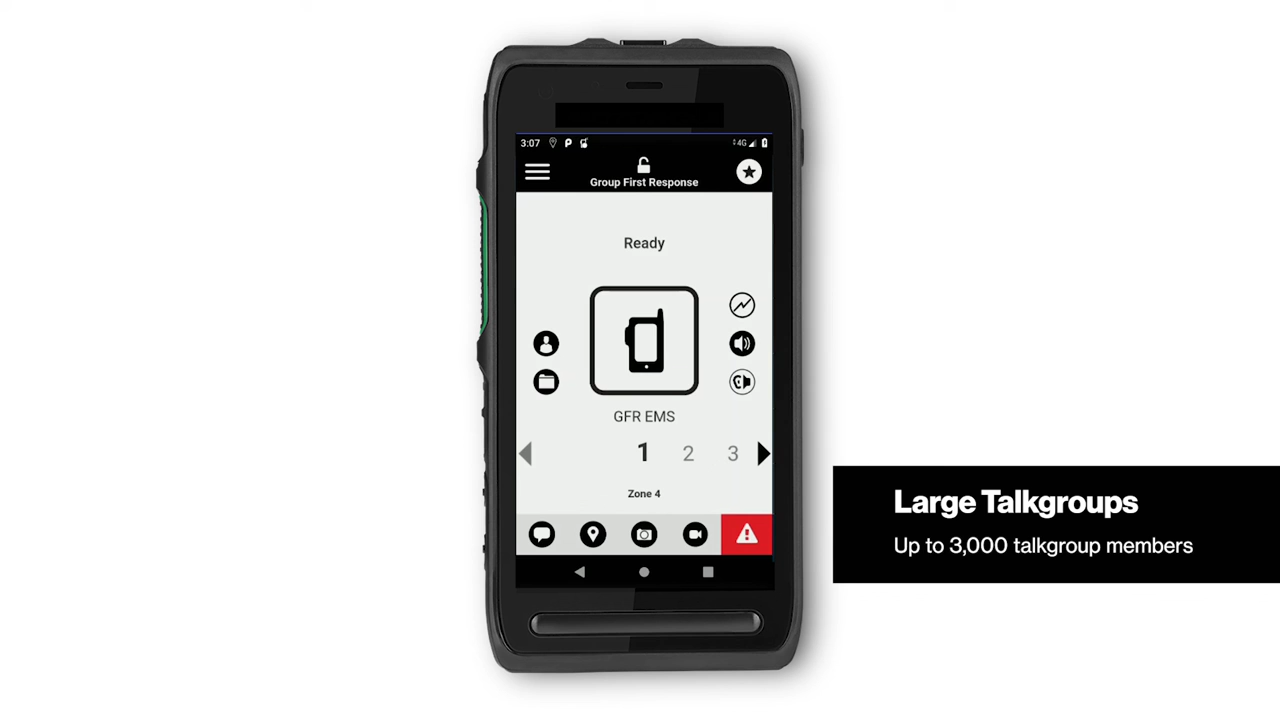 3:07
4G
Group First Response
Ready
GFR EMS
1 2 3
Zone 4
Large Talkgroups
Up to 3,000 talkgroup members